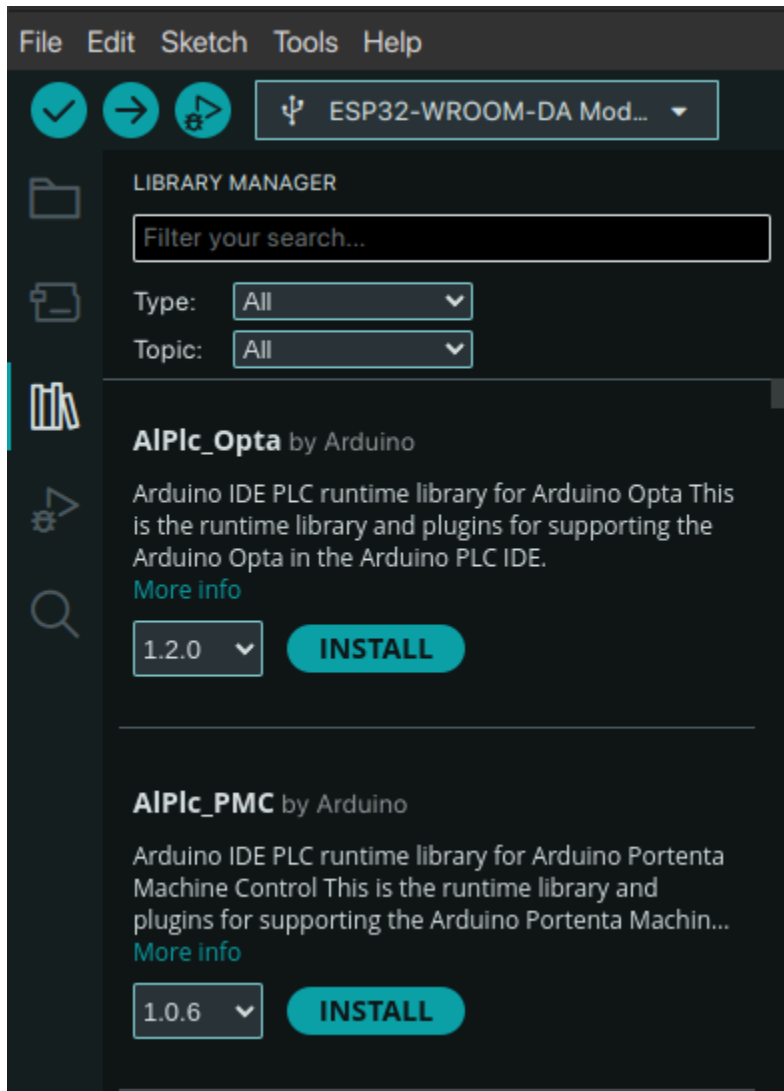 File Edit Sketch Tools Help
ESP32-WROOM-DA Mod...
LIBRARY MANAGER
Filter your search...
Type: All
Topic: All
AlPlc_Opta by Arduino
Arduino IDE PLC runtime library for Arduino Opta This
is the runtime library and plugins for supporting the
Arduino Opta in the Arduino PLC IDE.
More info
1.2.0 INSTALL
AlPlc_PMC by Arduino
Arduino IDE PLC runtime library for Arduino Portenta
Machine Control This is the runtime library and
plugins for supporting the Arduino Portenta Machin...
More info
1.0.6 INSTALL